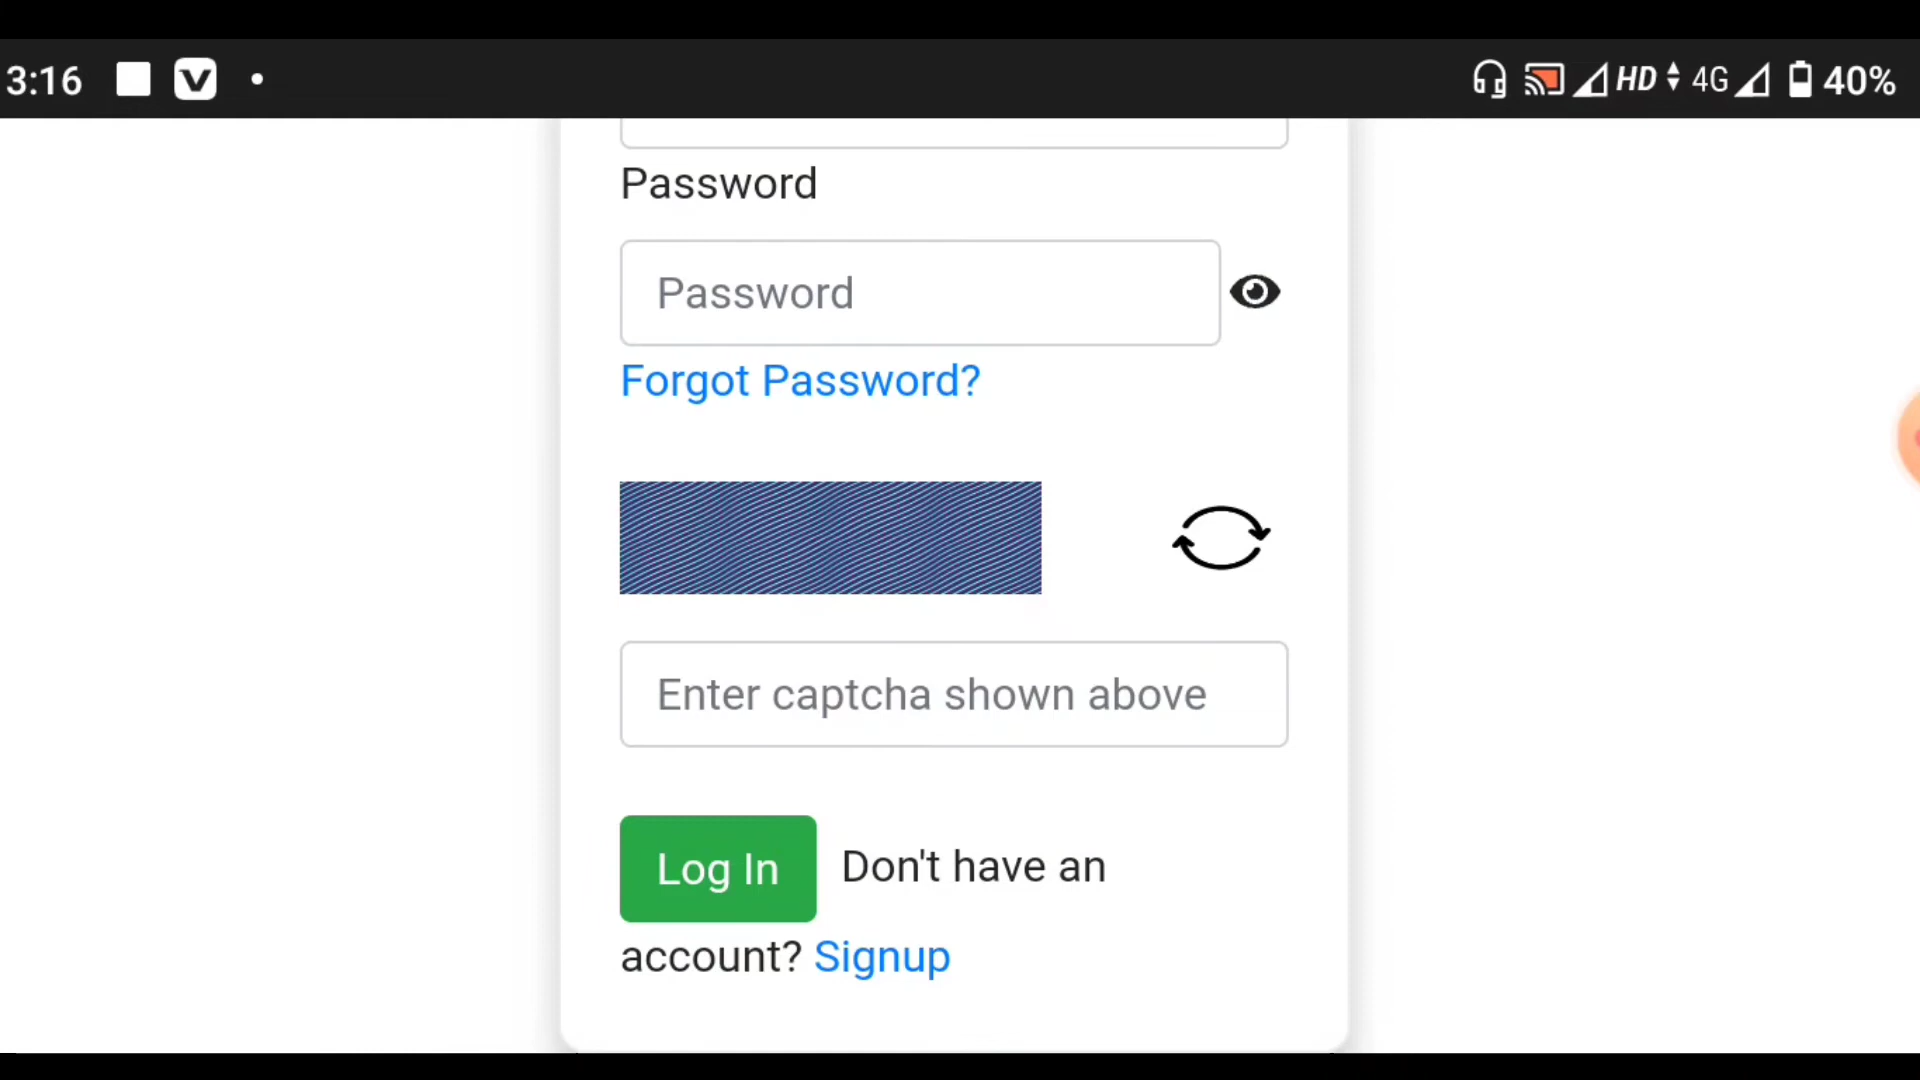 3:16 HD 4G 40%
Password
Password
Forgot Password?
Enter captcha shown above
Log In Don't have an
account? Signup